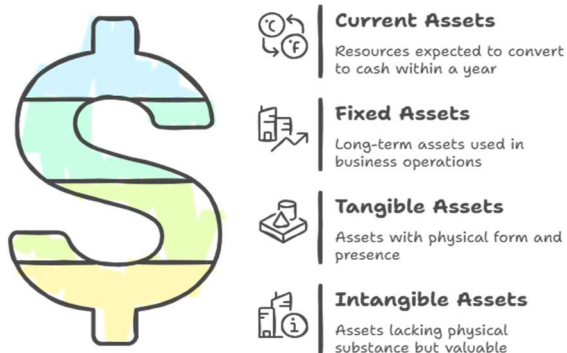 °C
°F
Current Assets
Resources expected to convert
to cash within a year
Fixed Assets
Long-term assets used in
business operations
Tangible Assets
Assets with physical form and
presence
i
Intangible Assets
Assets lacking physical
substance but valuable